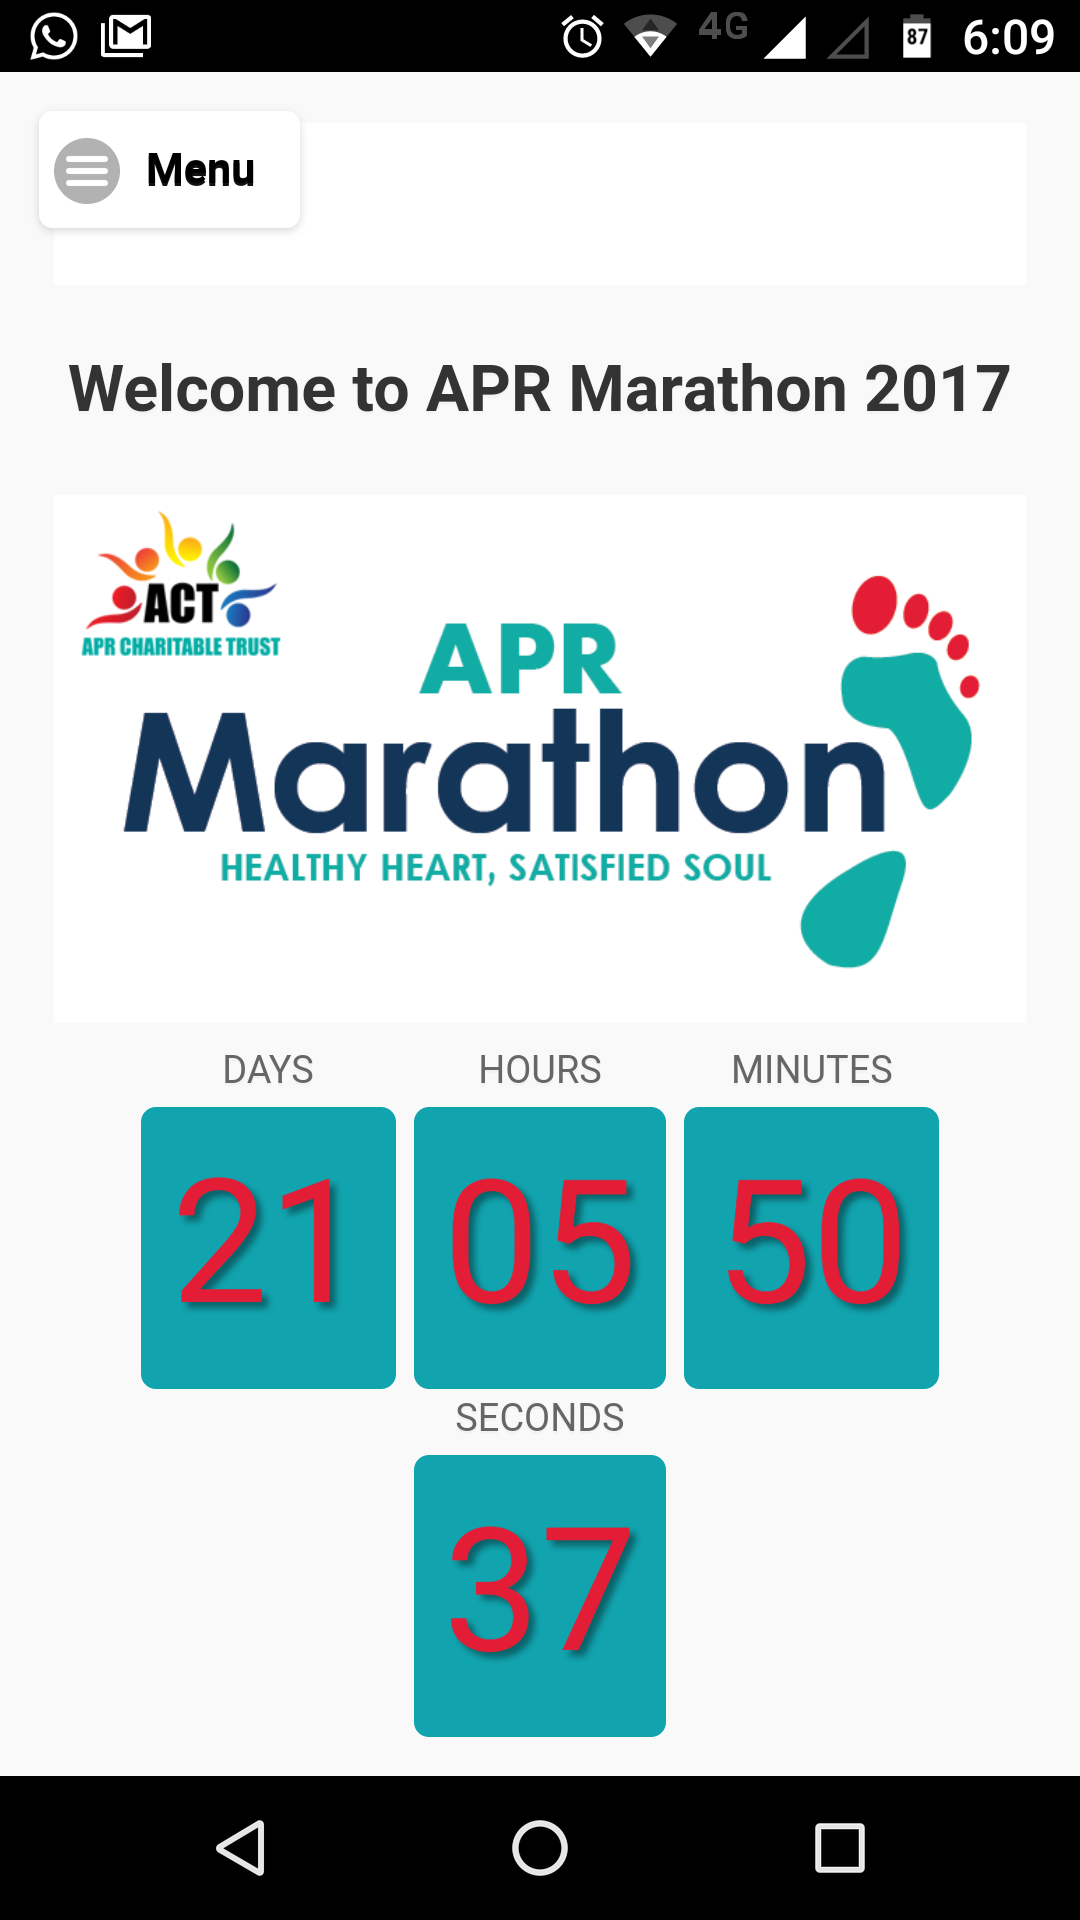 4G 87 6:09
Menu
Welcome to APR Marathon 2017
ACT
APR CHARITABLE TRUST
APR
Marathon
HEALTHY HEART, SATISFIED SOUL
DAYS HOURS MINUTES
21 05 50
SECONDS
37